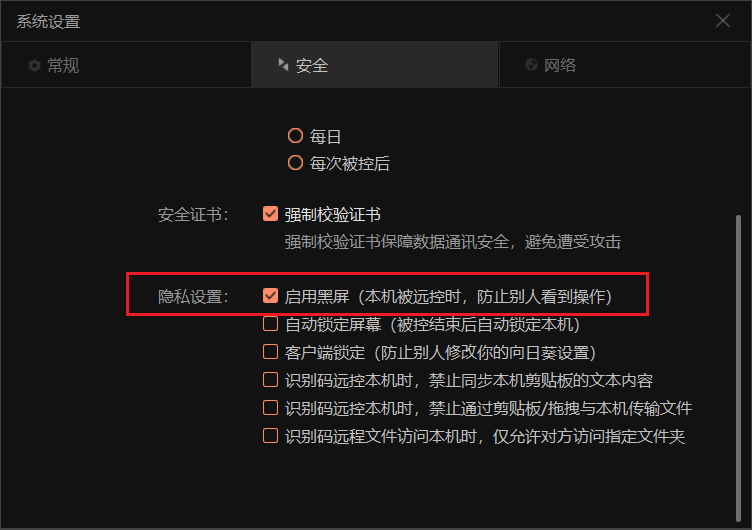 系统设置
常规
安全
网络
每日
每次被控后
安全证书：
强制校验证书
强制校验证书保障数据通讯安全，避免遭受攻击
隐私设置：
启用黑屏（本机被远控时，防止别人看到操作）
自动锁定屏幕（被控结束后自动锁定本机）
客户端锁定（防止别人修改你的向日葵设置）
识别码远控本机时，禁止同步本机剪贴板的文本内容
识别码远控本机时，禁止通过剪贴板/拖拽与本机传输文件
识别码远程文件访问本机时，仅允许对方访问指定文件夹